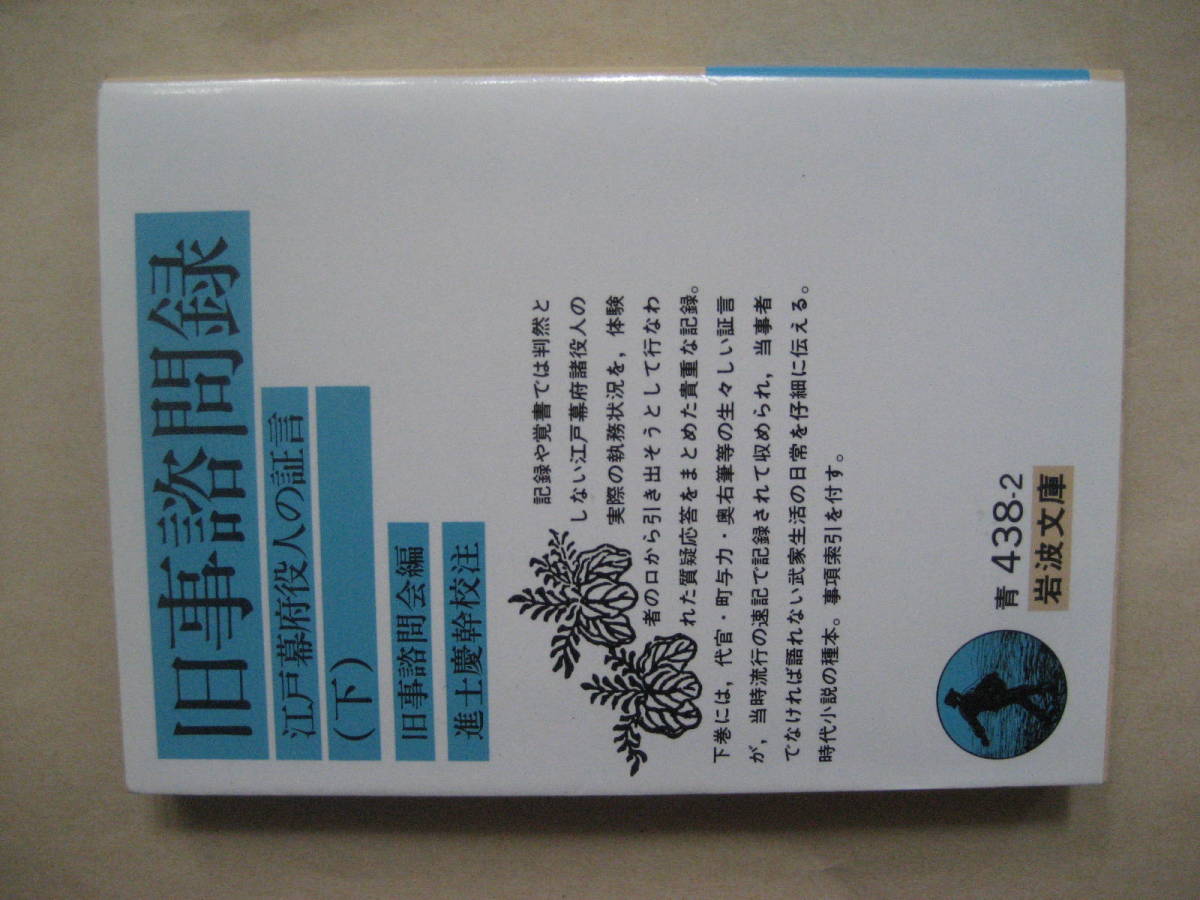 旧事諮問録
江戸幕府役人の証言
(下)
旧事諮問会編
進士慶幹校注
記録や覚書では判然と
しない江戸幕府諸役人の
実際の執務状況を，体験
者の口から引き出そうとして行なわ
れた質疑応答をまとめた貴重な記録。
下巻には，代官・町与力・奥右筆等の生々しい証言
が，当時流行の速記で記録されて収められ，当事者
でなければ語れない武家生活の日常を仔細に伝える。
時代小説の種本。事項索引を付す。
青 438-2
岩波文庫